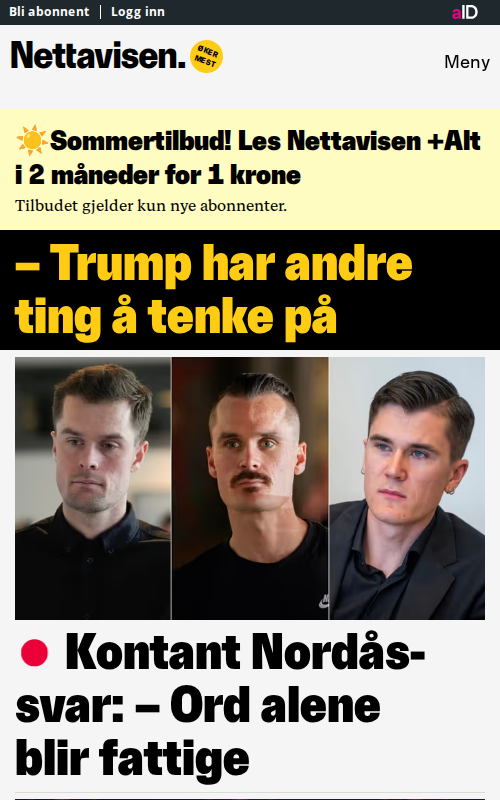 Bli abonnent | Logg inn
aID
Nettavisen.
ØKER
MEST
Meny
☀️Sommertilbud! Les Nettavisen +Alt
i 2 måneder for 1 krone
Tilbudet gjelder kun nye abonnenter.
– Trump har andre
ting å tenke på
Kontant Nordås-
svar: – Ord alene
blir fattige